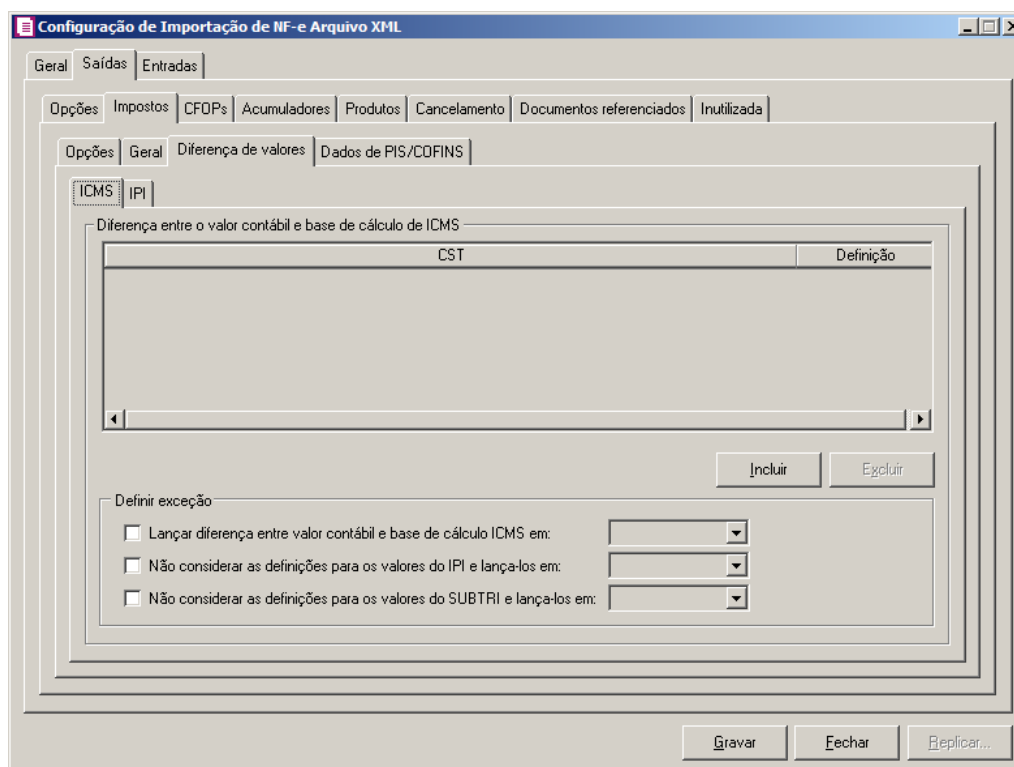 Configuração de Importação de NF-e Arquivo XML
Geral Saídas Entradas
Opções Impostos CFOPs Acumuladores Produtos Cancelamento Documentos referenciados Inutilizada
Opções Geral Diferença de valores Dados de PIS/COFINS
ICMS IPI
Diferença entre o valor contábil e base de cálculo de ICMS
CST Definição
Incluir Excluir
Definir exceção
Lançar diferença entre valor contábil e base de cálculo ICMS em:
Não considerar as definições para os valores do IPI e lança-los em:
Não considerar as definições para os valores do SUBTRI e lança-los em:
Gravar Fechar Replicar...